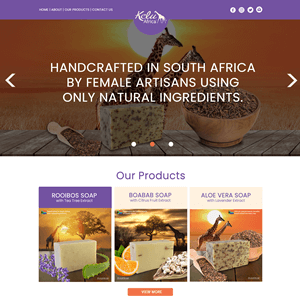 HOME | ABOUT | OUR PRODUCTS | CONTACT US
Kelu
Africa
HANDCRAFTED IN SOUTH AFRICA
BY FEMALE ARTISANS USING
ONLY NATURAL INGREDIENTS.
Our Products
ROOIBOS SOAP
with Tea Tree Extract
BOABAB SOAP
with Citrus Fruit Extract
ALOE VERA SOAP
with Lavender Extract
VIEW MORE